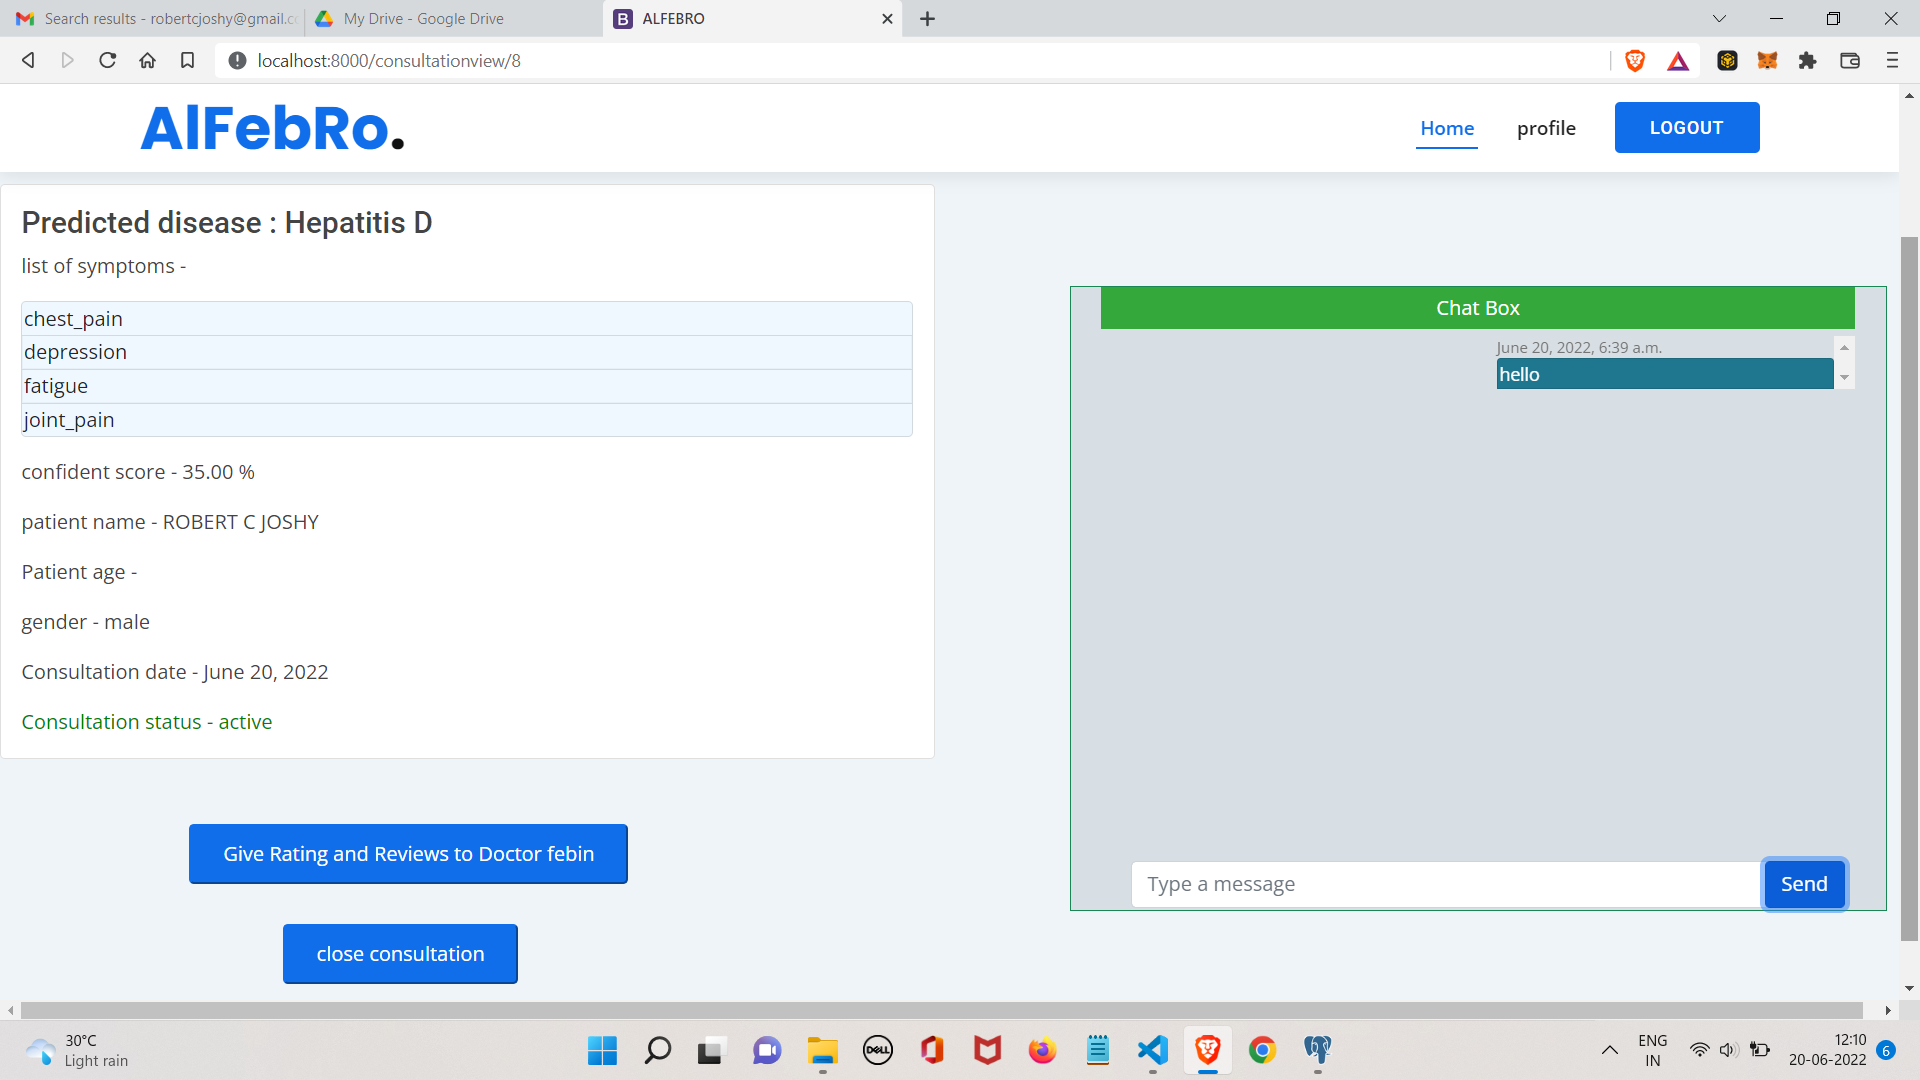 Search results - robertcjoshy@gmail.c
My Drive - Google Drive
ALFEBRO
localhost:8000/consultationview/8
AlFebRo.
Home
profile
LOGOUT
Predicted disease : Hepatitis D
list of symptoms -
chest_pain
depression
fatigue
joint_pain
confident score - 35.00 %
patient name - ROBERT C JOSHY
Patient age -
gender - male
Consultation date - June 20, 2022
Consultation status - active
Give Rating and Reviews to Doctor febin
close consultation
Chat Box
June 20, 2022, 6:39 a.m.
hello
Type a message
Send
30°C
Light rain
DELL
ENG
IN
12:10
20-06-2022
6